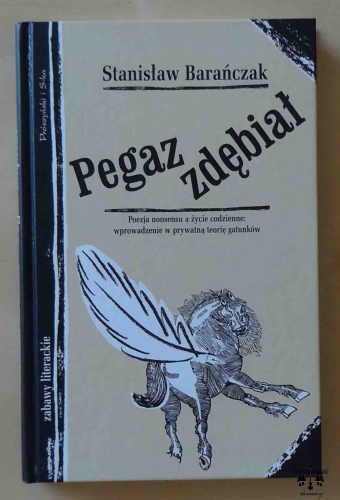 Stanisław Barańczak
Pegaz
zdębiał
Poezja nonsensu a życie codzienne:
wprowadzenie w prywatną teorię gatunków
Prószyński i S-ka
zabawy literackie